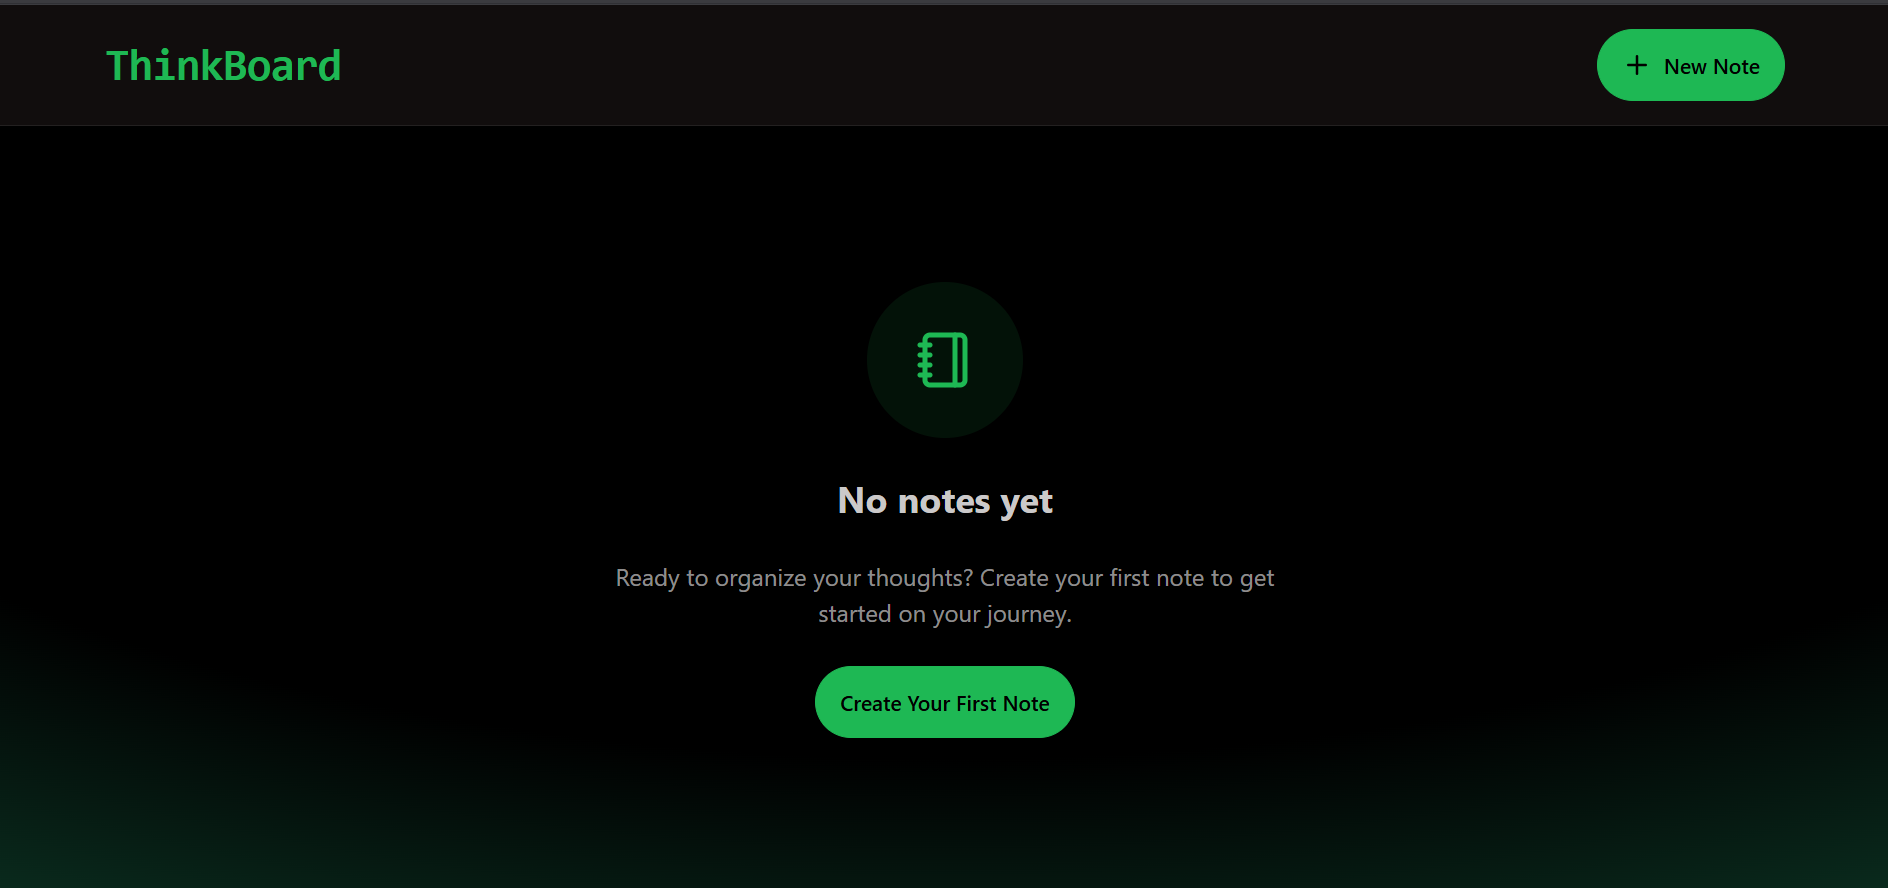 ThinkBoard
New Note
No notes yet
Ready to organize your thoughts? Create your first note to get
started on your journey.
Create Your First Note